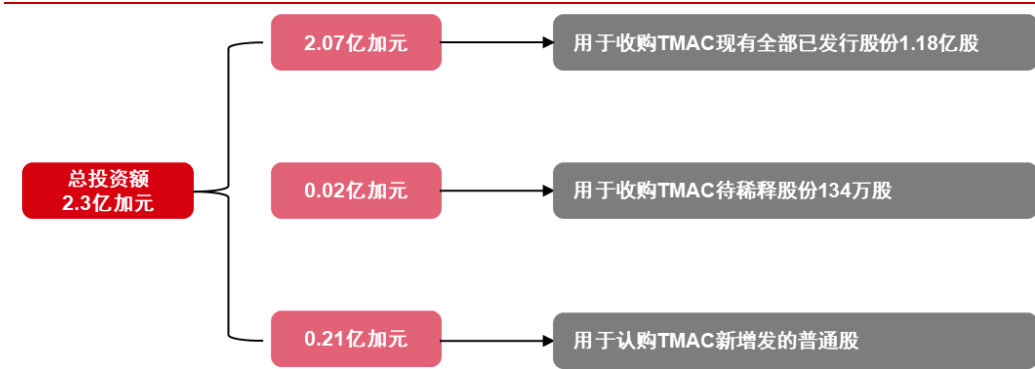 2.07亿加元
用于收购TMAC现有全部已发行股份1.18亿股
总投资额
2.3亿加元
0.02亿加元
用于收购TMAC待稀释股份134万股
0.21亿加元
用于认购TMAC新增发的普通股